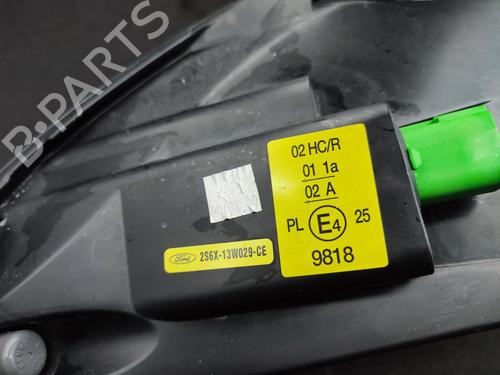 B-PARTS
02 HC/R
01 1a
02 A
PL E4 25
9818
Ford 2S6X-13W029-CE